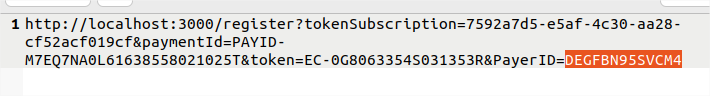 1 http://localhost:3000/register?tokenSubscription=7592a7d5-e5af-4c30-aa28-
cf52acf019cf&paymentId=PAYID-
M7EQ7NA0L61638558021025T&token=EC-0G8063354S031353R&PayerID=
DEGFBN95SVCM4